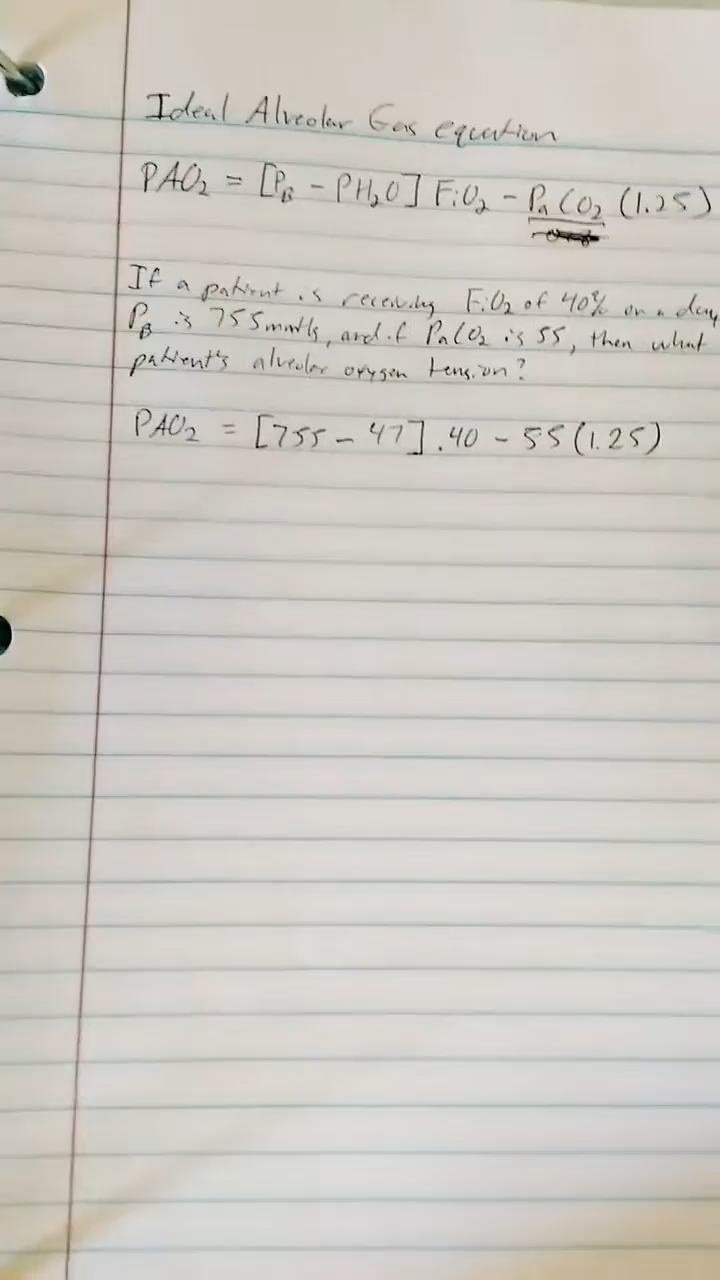 Ideal Alveolar Gas equation
PAO₂ = [P_B - PH₂O] FiO₂ - PaCO₂ (1.25)
If a patient is receiving FiO₂ of 40% on a day
P_B is 755mmHg, and if PaCO₂ is 55, then what
patient's alveolar oxygen tension?
PAO₂ = [755 - 47] .40 - 55(1.25)